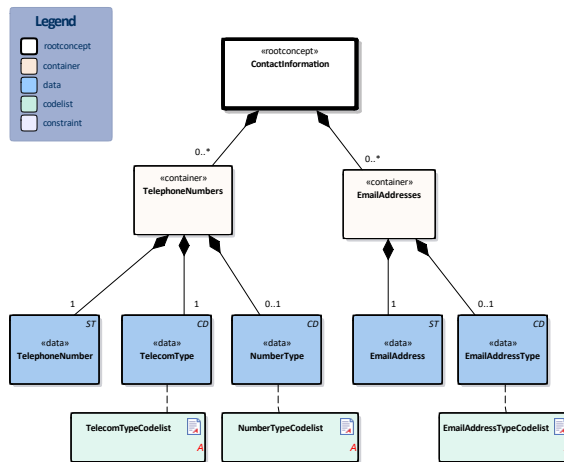 Legend
rootconcept
container
data
codelist
constraint
«rootconcept»
ContactInformation
0..*
0..*
«container»
TelephoneNumbers
«container»
EmailAddresses
1
1
0..1
1
0..1
ST
«data»
TelephoneNumber
CD
«data»
TelecomType
CD
«data»
NumberType
ST
«data»
EmailAddress
CD
«data»
EmailAddressType
TelecomTypeCodelist
A
NumberTypeCodelist
A
EmailAddressTypeCodelist